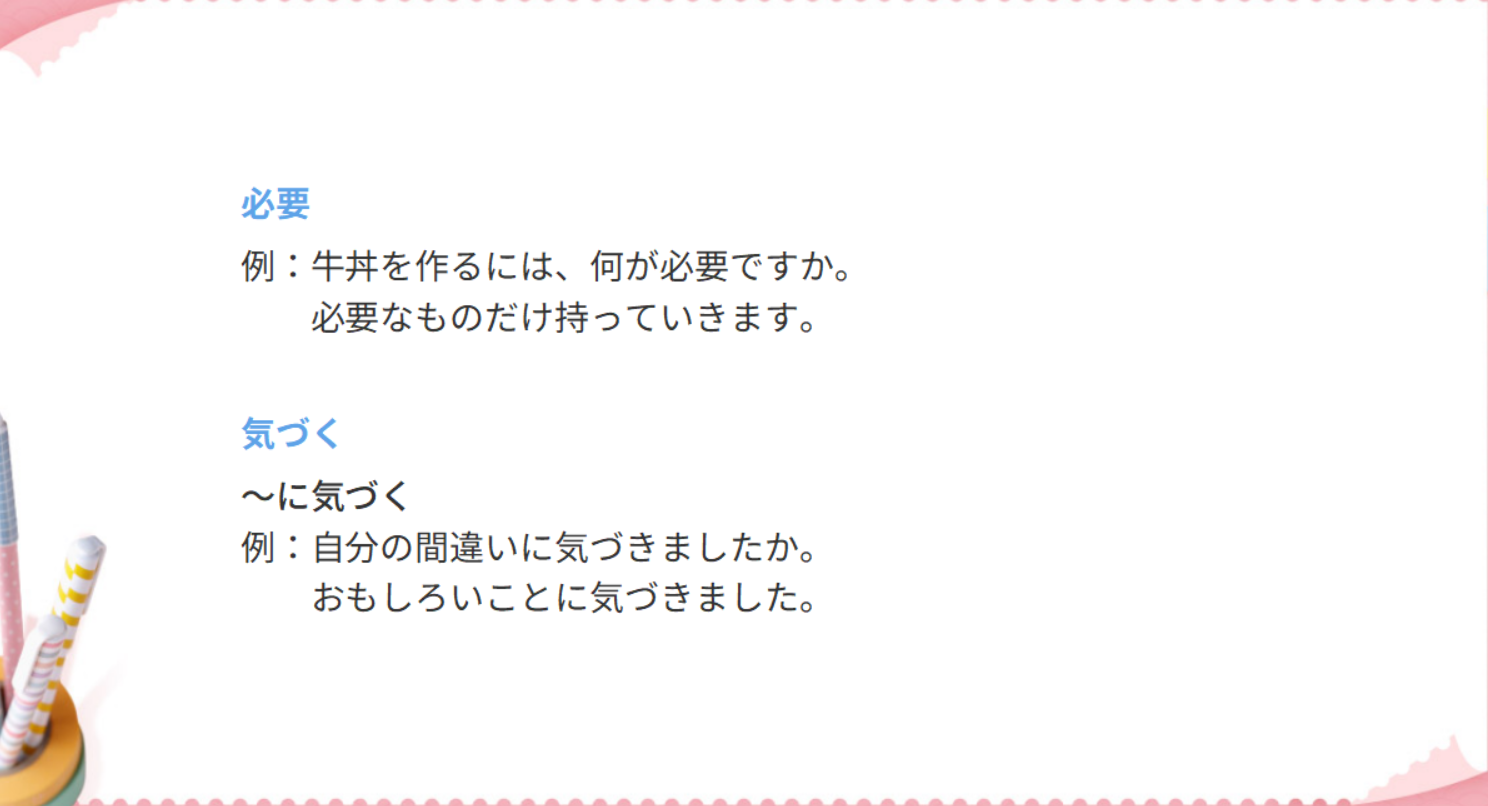 必要
例：牛丼を作るには、何が必要ですか。
必要なものだけ持っていきます。
気づく
～に気づく
例：自分の間違いに気づきましたか。
おもしろいことに気づきました。